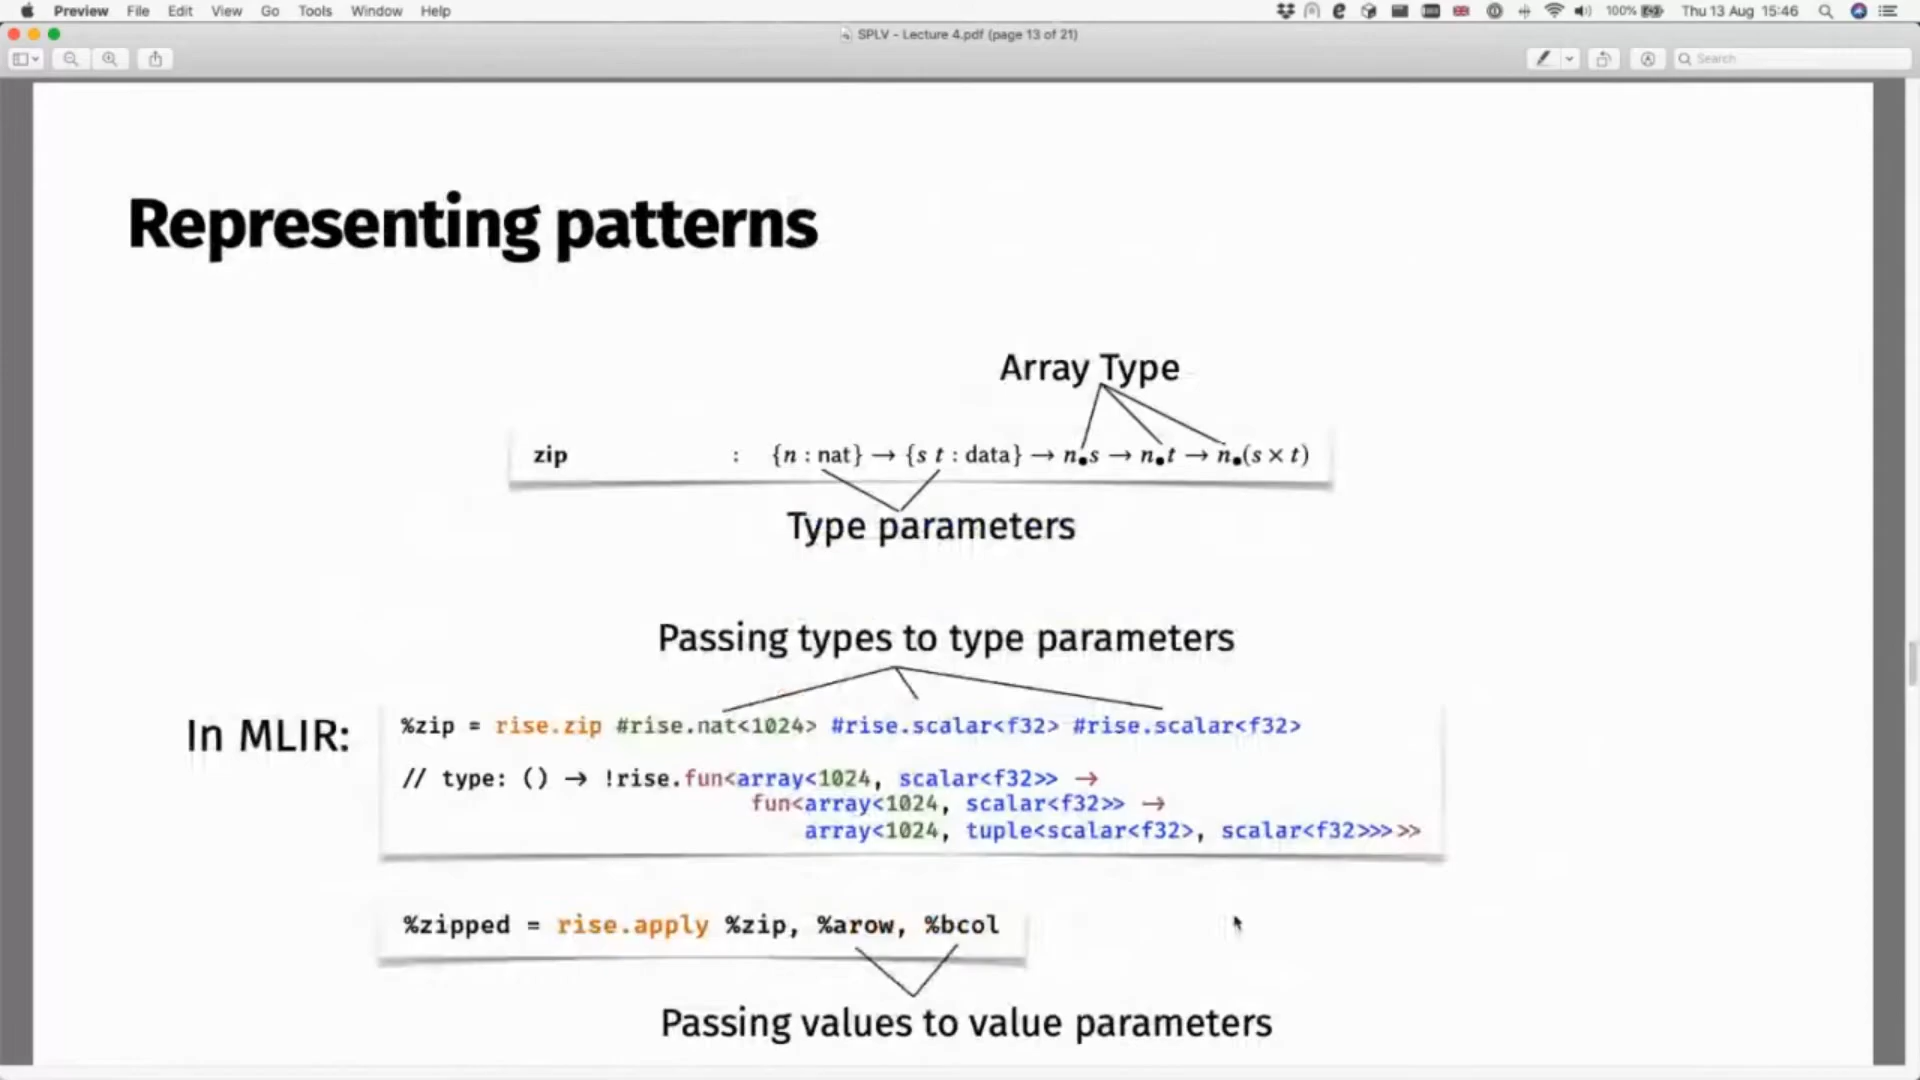 Preview File Edit View Go Tools Window Help 100% Thu 13 Aug 15:46
SPLV - Lecture 4.pdf (page 13 of 21)
Search
Representing patterns
Array Type
zip : {n : nat} → {s t : data} → n●s → n●t → n●(s × t)
Type parameters
Passing types to type parameters
In MLIR:
%zip = rise.zip #rise.nat<1024> #rise.scalar<f32> #rise.scalar<f32>
// type: () → !rise.fun<array<1024, scalar<f32>> →
fun<array<1024, scalar<f32>> →
array<1024, tuple<scalar<f32>, scalar<f32>>>>>
%zipped = rise.apply %zip, %arow, %bcol
Passing values to value parameters